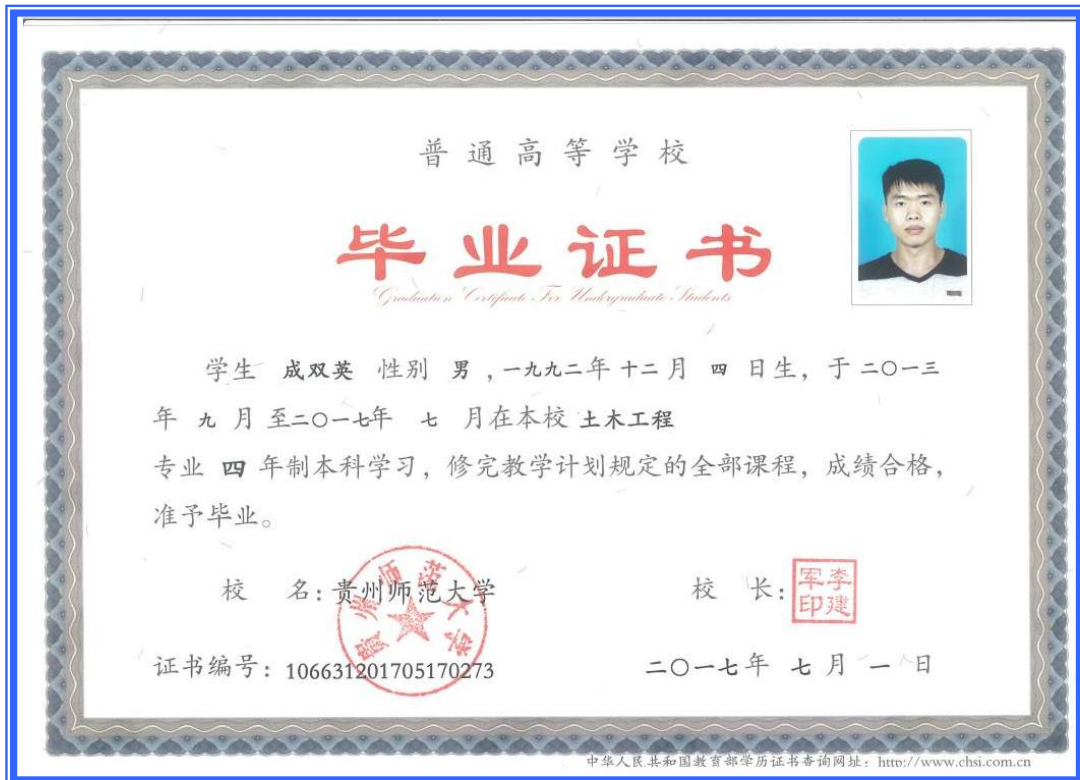 普通高等学校
毕业证书
Graduation Certificate For Undergraduate Students
学生 成双英 性别 男 ,一九九二年 十二月 四 日生，于 二〇一三
年 九 月 至二〇一七年 七 月在本校 土木工程
专业 四 年制本科学习，修完教学计划规定的全部课程，成绩合格，
准予毕业。
校 名：贵州师范大学
贵州师范大学
校 长：
李建军印
证书编号：106631201705170273
二〇一七年 七 月 一 日
中华人民共和国教育部学历证书查询网址：http://www.chsi.com.cn